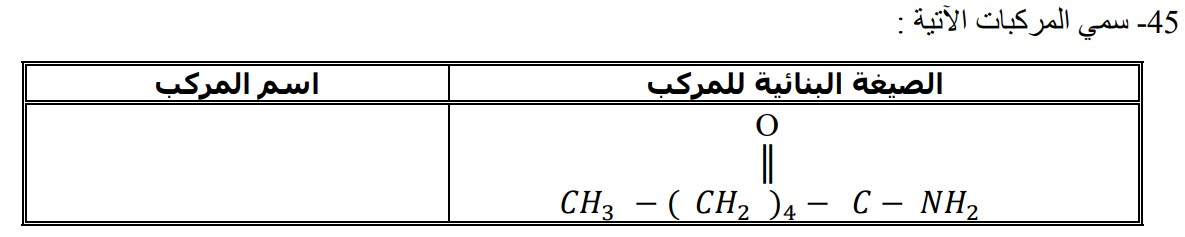 45- سمي المركبات الآتية :
الصيغة البنائية للمركب
اسم المركب
O
||
CH₃ – ( CH₂ )₄ – C – NH₂